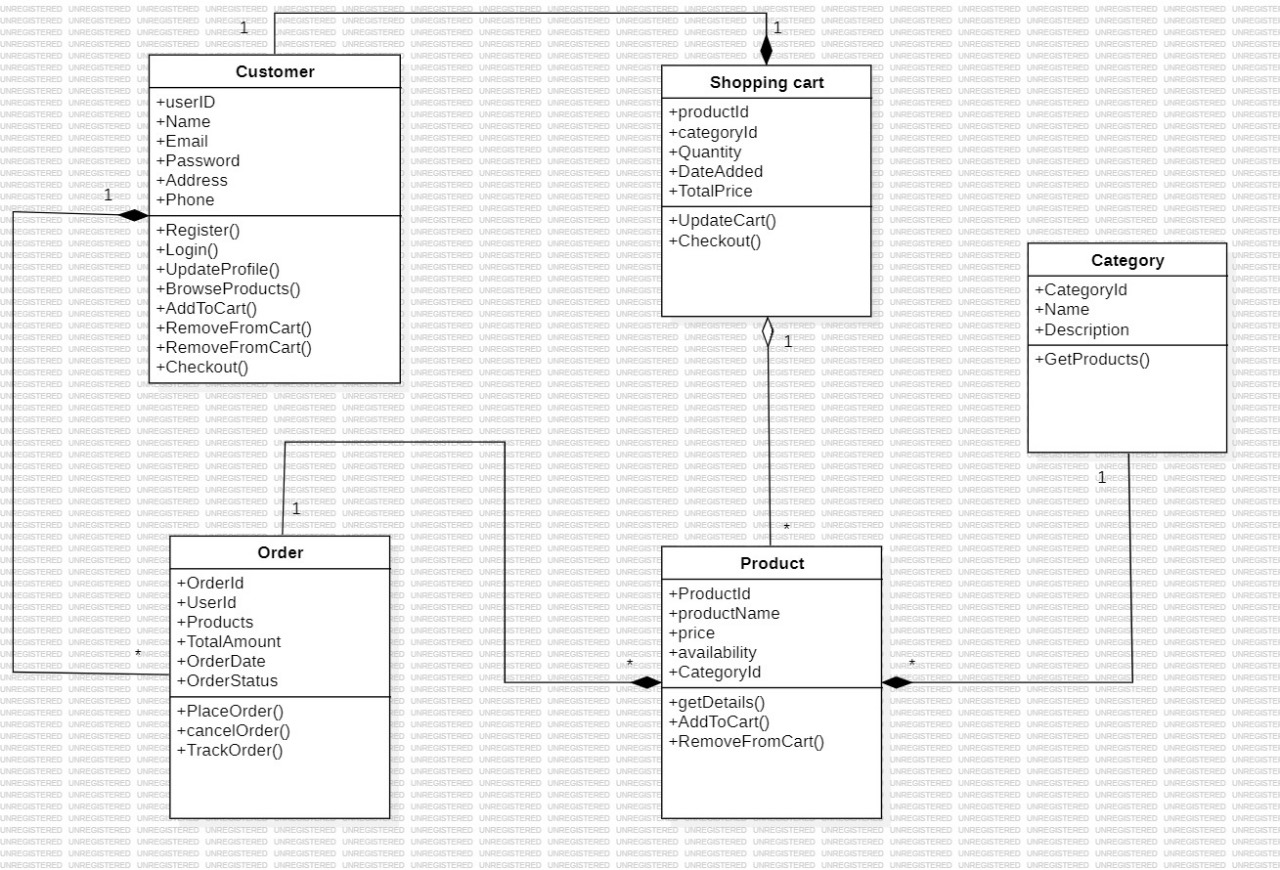 1
1
Customer
+userID
+Name
+Email
+Password
+Address
+Phone
+Register()
+Login()
+UpdateProfile()
+BrowseProducts()
+AddToCart()
+RemoveFromCart()
+RemoveFromCart()
+Checkout()
1
Shopping cart
+productId
+categoryId
+Quantity
+DateAdded
+TotalPrice
+UpdateCart()
+Checkout()
1
*
Category
+CategoryId
+Name
+Description
+GetProducts()
1
1
*
Order
+OrderId
+UserId
+Products
+TotalAmount
+OrderDate
+OrderStatus
+PlaceOrder()
+cancelOrder()
+TrackOrder()
*
*
Product
+ProductId
+productName
+price
+availability
+CategoryId
+getDetails()
+AddToCart()
+RemoveFromCart()
UNREGISTERED